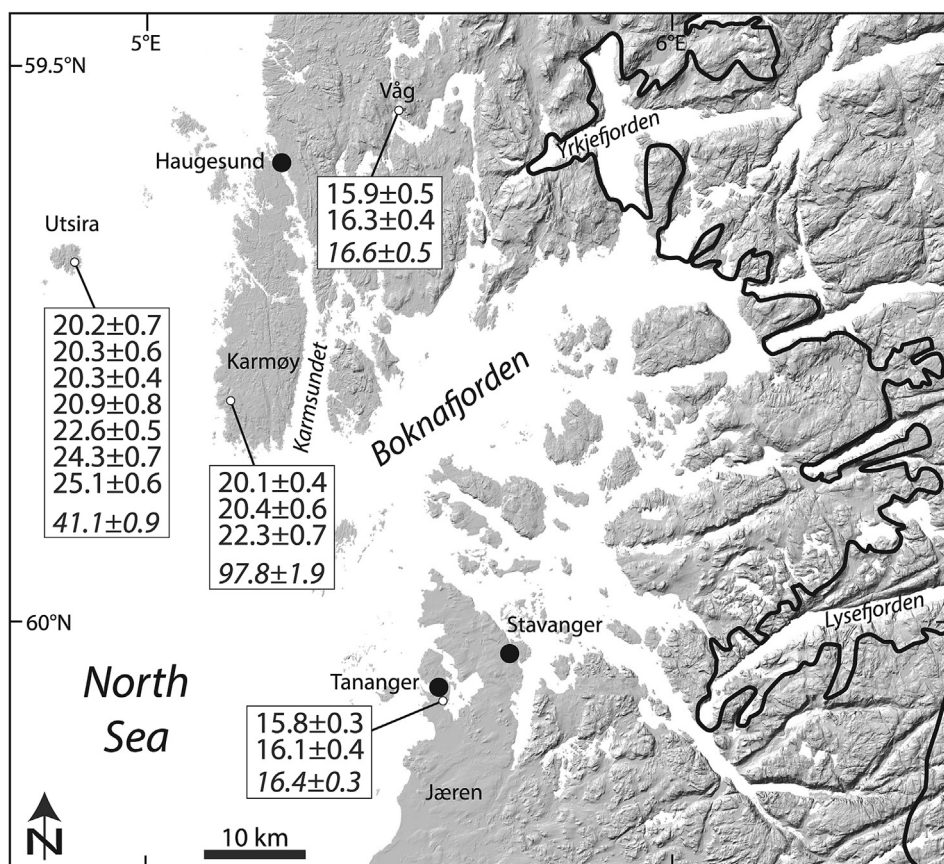 5°E
6°E
59.5°N
Våg
Haugesund
Yrkjefjorden
15.9±0.5
16.3±0.4
16.6±0.5
Utsira
20.2±0.7
20.3±0.6
20.3±0.4
20.9±0.8
22.6±0.5
24.3±0.7
25.1±0.6
41.1±0.9
Karmøy
Karmsundet
Boknafjorden
20.1±0.4
20.4±0.6
22.3±0.7
97.8±1.9
60°N
Lysefjorden
Stavanger
North
Sea
Tananger
15.8±0.3
16.1±0.4
16.4±0.3
Jæren
N
10 km